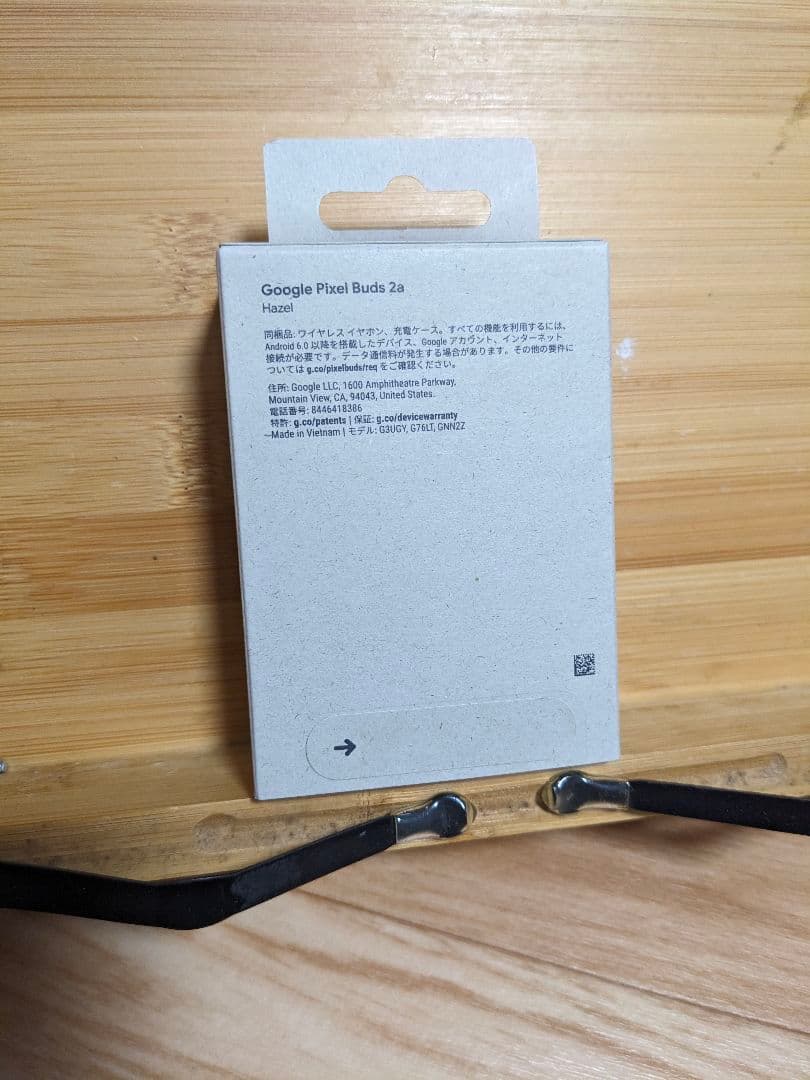 Google Pixel Buds 2a
Hazel
同梱品: ワイヤレス イヤホン、充電ケース。すべての機能を利用するには、
Android 6.0 以降を搭載したデバイス、Google アカウント、インターネット
接続が必要です。データ通信料が発生する場合があります。その他の要件に
ついては g.co/pixelbuds/req をご確認ください。
住所: Google LLC, 1600 Amphitheatre Parkway,
Mountain View, CA, 94043, United States.
電話番号: 8446418386
特許: g.co/patents | 保証: g.co/devicewarranty
Made in Vietnam | モデル: G3UGY, G76LT, GNN2Z